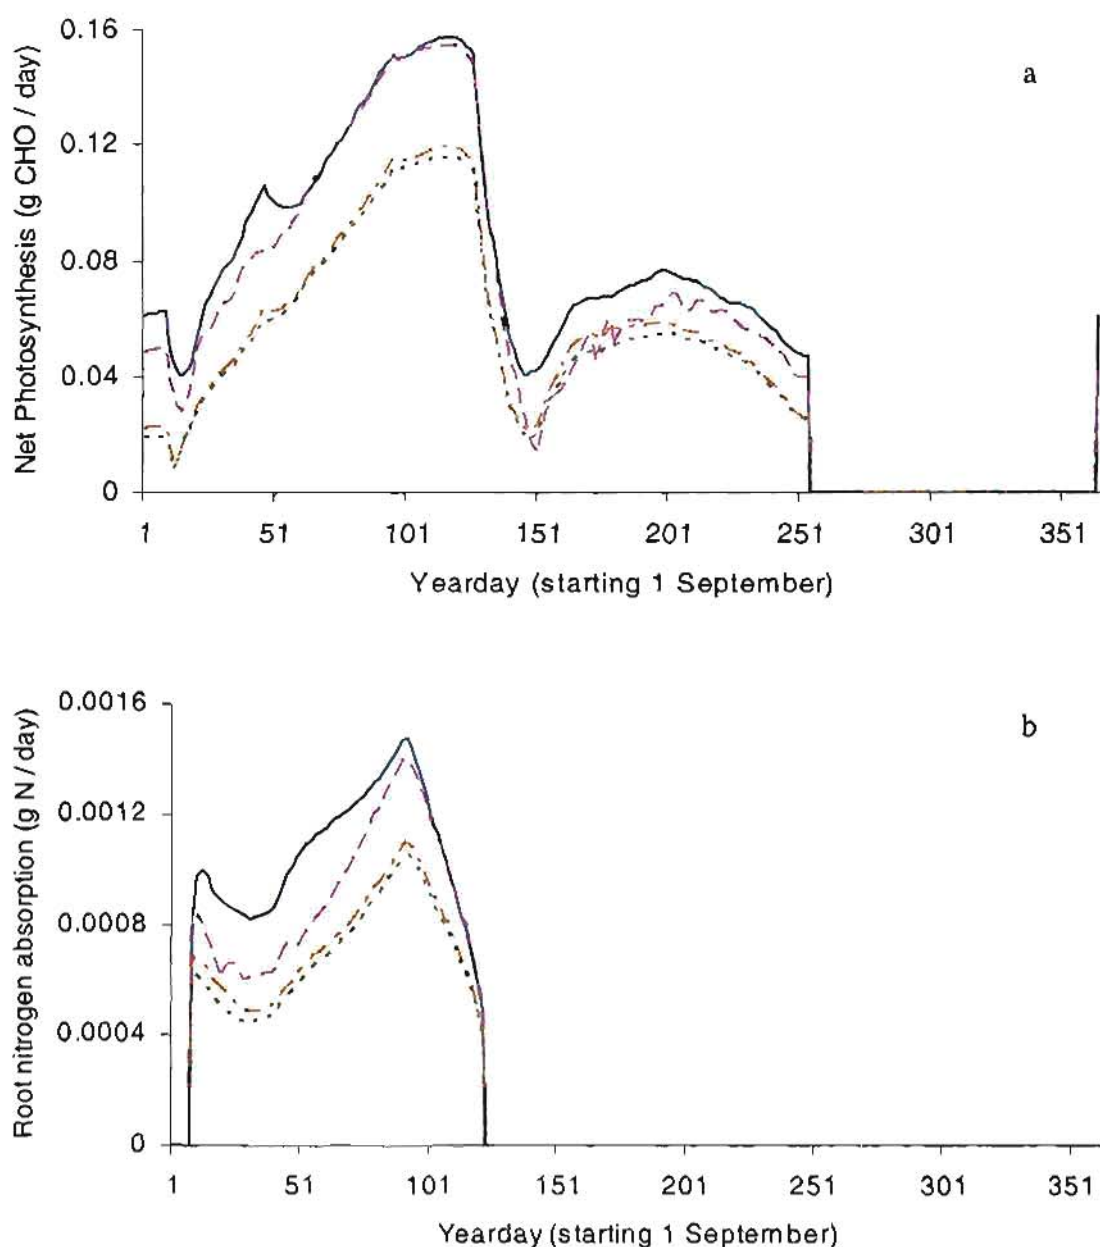 0.16
a
0.12
0.08
0.04
0
Net Photosynthesis (g CHO / day)
1 51 101 151 201 251 301 351
Yearday (starting 1 September)
0.0016
b
0.0012
0.0008
0.0004
0
Root nitrogen absorption (g N / day)
1 51 101 151 201 251 301 351
Yearday (starting 1 September)